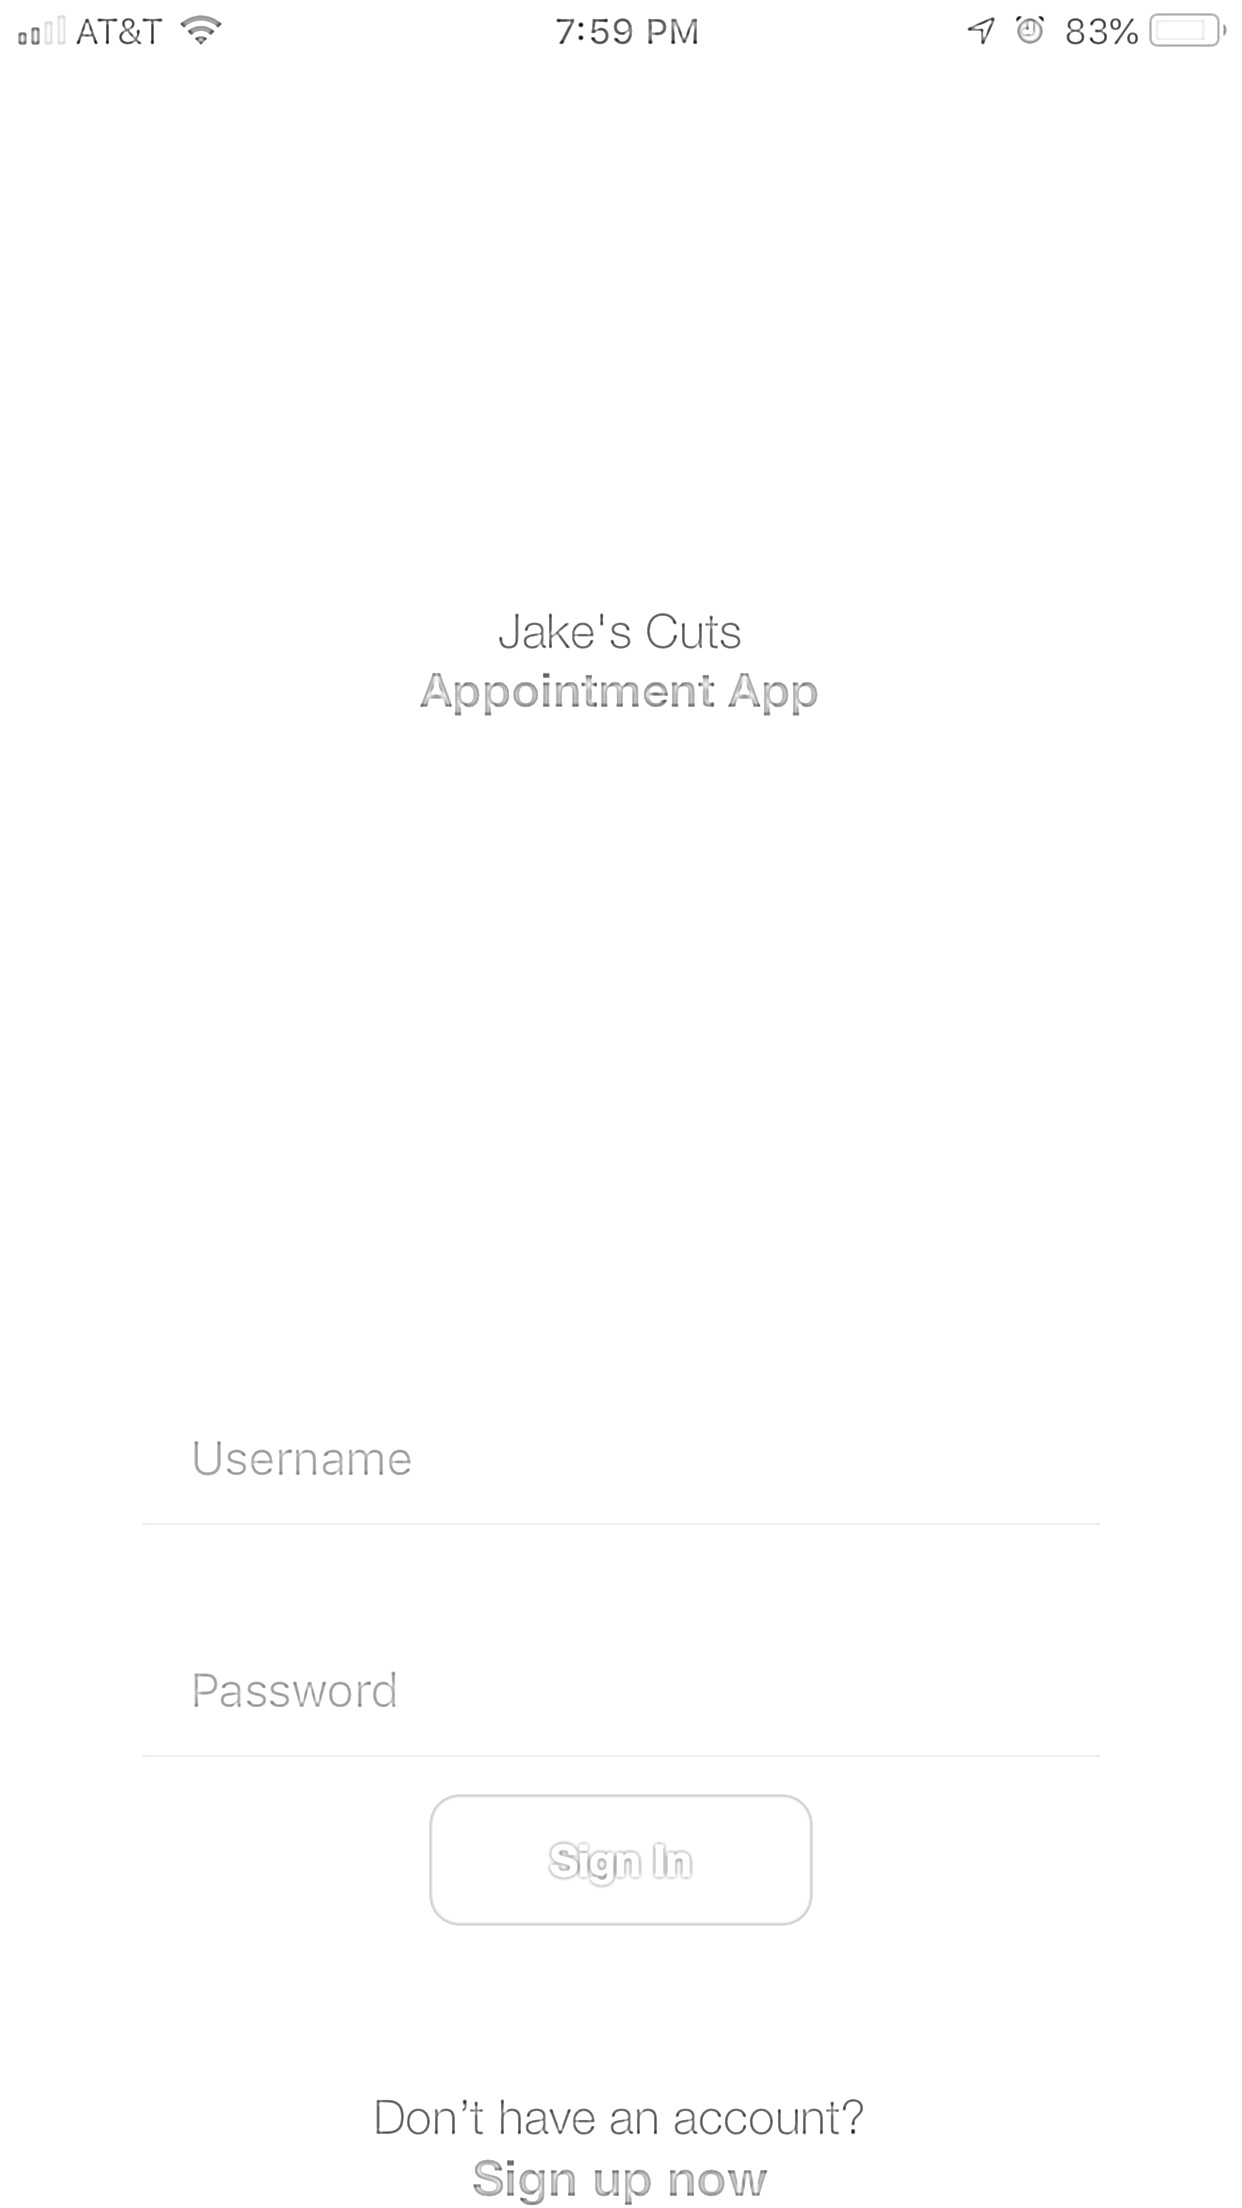 AT&T 7:59 PM 83%
Jake's Cuts
Appointment App
Username
Password
Sign In
Don’t have an account?
Sign up now